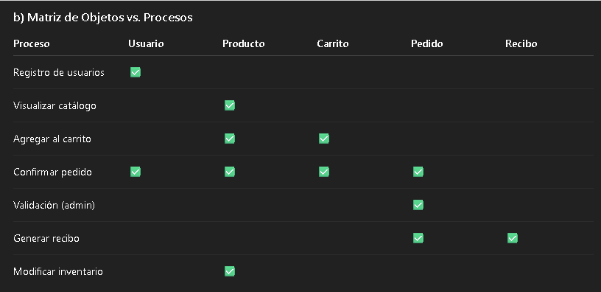 b) Matriz de Objetos vs. Procesos
Proceso Usuario Producto Carrito Pedido Recibo
Registro de usuarios ✅
Visualizar catálogo ✅
Agregar al carrito ✅ ✅
Confirmar pedido ✅ ✅ ✅ ✅
Validación (admin) ✅
Generar recibo ✅ ✅
Modificar inventario ✅